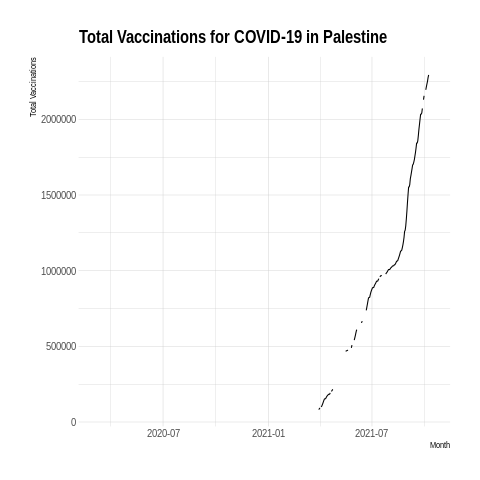 Total Vaccinations for COVID-19 in Palestine
Total Vaccinations
2000000
1500000
1000000
500000
0
2020-07
2021-01
2021-07
Month